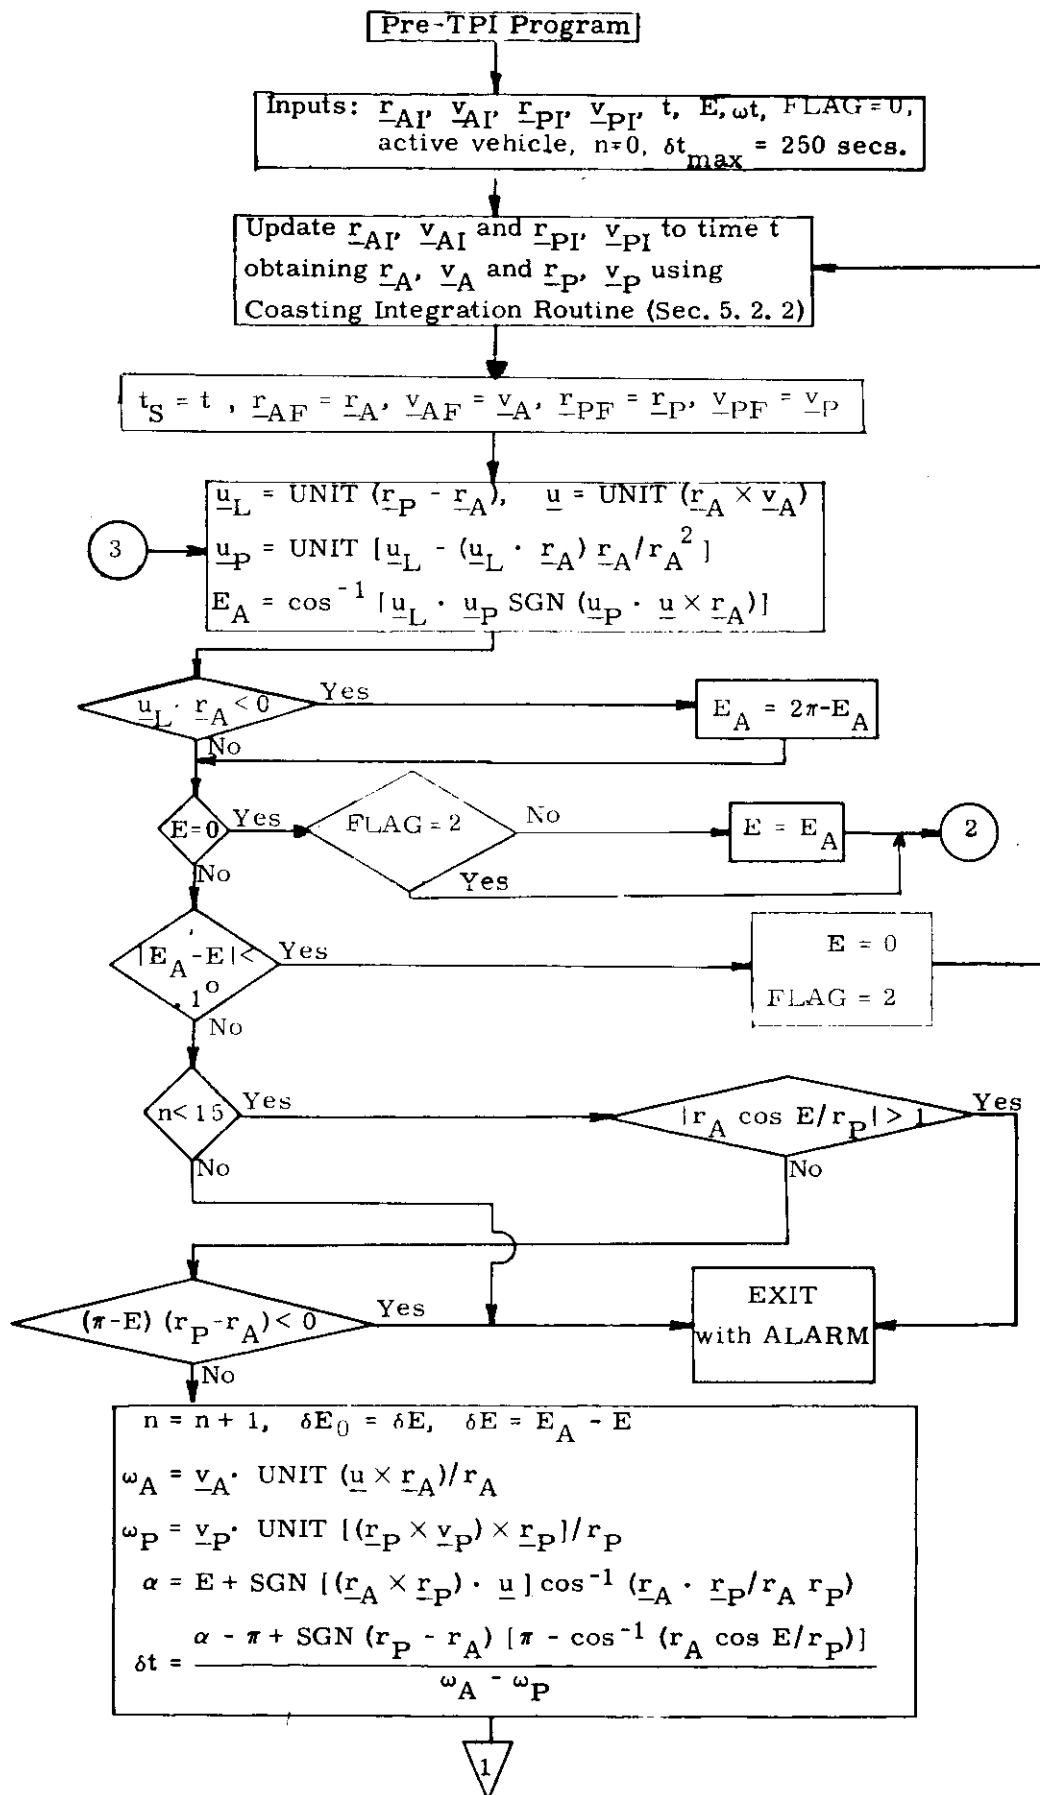 Pre-TPI Program
Inputs: r_AI, v_AI, r_PI, v_PI, t, E, ωt, FLAG = 0,
active vehicle, n=0, δt_max = 250 secs.
Update r_AI, v_AI and r_PI, v_PI to time t
obtaining r_A, v_A and r_P, v_P using
Coasting Integration Routine (Sec. 5. 2. 2)
t_S = t , r_AF = r_A, v_AF = v_A, r_PF = r_P, v_PF = v_P
u_L = UNIT (r_P - r_A), u = UNIT (r_A × v_A)
3
u_P = UNIT [u_L - (u_L · r_A) r_A/r_A^2 ]
E_A = cos^-1 [u_L · u_P SGN (u_P · u × r_A)]
u_L · r_A < 0
Yes
E_A = 2π-E_A
No
E=0
Yes
FLAG = 2
No
E = E_A
2
Yes
No
|E_A -E|<
.1°
Yes
E = 0
FLAG = 2
No
n<15
Yes
|r_A cos E/r_P|> 1
Yes
No
No
(π-E) (r_P-r_A)< 0
Yes
EXIT
with ALARM
No
n = n + 1, δE_0 = δE, δE = E_A - E
ω_A = v_A· UNIT (u × r_A)/r_A
ω_P = v_P· UNIT [(r_P × v_P) × r_P]/r_P
α = E + SGN [(r_A × r_P) · u ] cos^-1 (r_A · r_P/r_A r_P)
α - π + SGN (r_P - r_A) [π - cos^-1 (r_A cos E/r_P)]
δt =
ω_A - ω_P
1